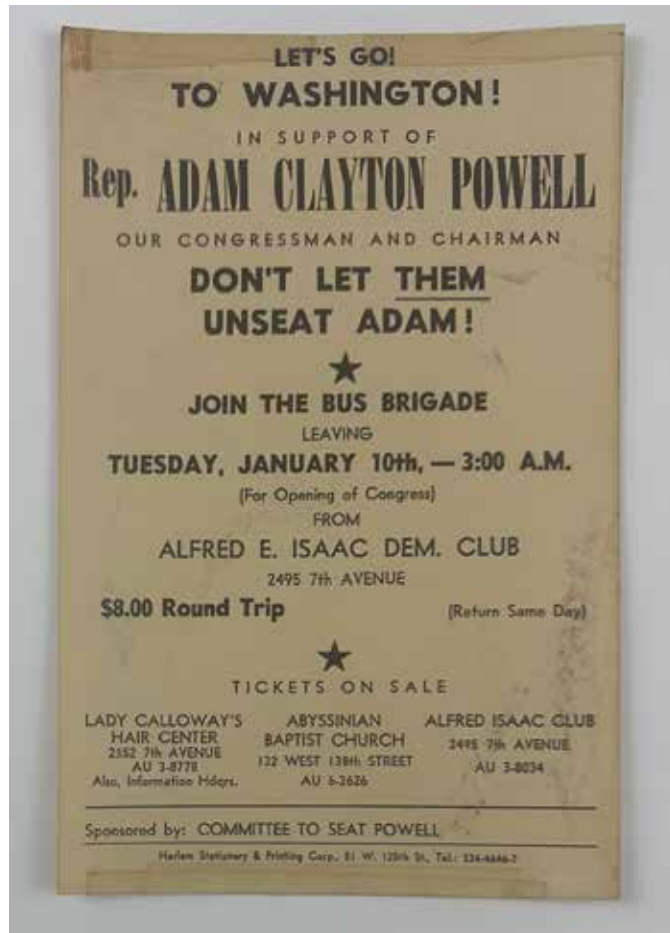 LET'S GO!
TO WASHINGTON!
IN SUPPORT OF
Rep. ADAM CLAYTON POWELL
OUR CONGRESSMAN AND CHAIRMAN
DON'T LET THEM
UNSEAT ADAM!
JOIN THE BUS BRIGADE
LEAVING
TUESDAY, JANUARY 10th, — 3:00 A.M.
(For Opening of Congress)
FROM
ALFRED E. ISAAC DEM. CLUB
2495 7th AVENUE
$8.00 Round Trip (Return Same Day)
TICKETS ON SALE
LADY CALLOWAY'S
HAIR CENTER
2352 7th AVENUE
AU 3-8778
Also, Information Hdqrs.
ABYSSINIAN
BAPTIST CHURCH
132 WEST 138th STREET
AU 6-2626
ALFRED ISAAC CLUB
2495 7th AVENUE
AU 3-8034
Sponsored by: COMMITTEE TO SEAT POWELL
Harlem Stationery & Printing Corp., 81 W. 125th St., Tel.: 534-4646-7